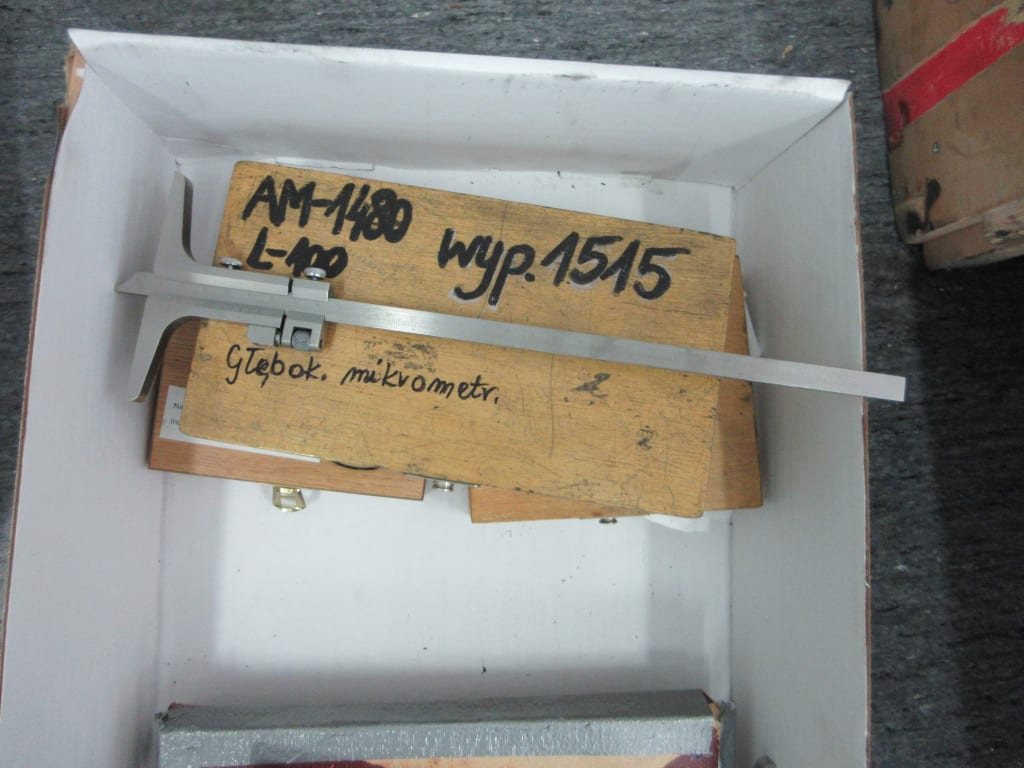 AM-1480
L-100
wyp. 1515
Głębok. mikrometr.